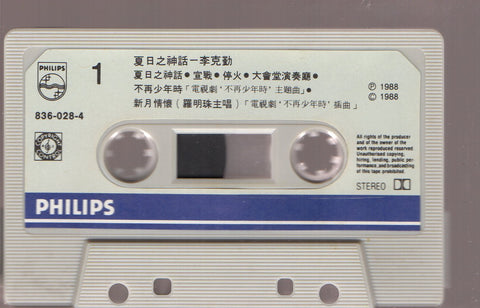 PHILIPS
1
夏日之神話－李克勤
夏日之神話•宣戰•停火•大會堂演奏廳•
不再少年時「電視劇‘不再少年時’主題曲」•
新月情懷(羅明珠主唱)「電視劇‘不再少年時’插曲」
836-028-4
Ⓟ 1988
© 1988
All rights of the producer
and of the owner of the
work reproduced reserved
Unauthorised copying,
hiring, lending, public per-
formance, and broadcasting
of this tape prohibited.
STEREO
PHILIPS